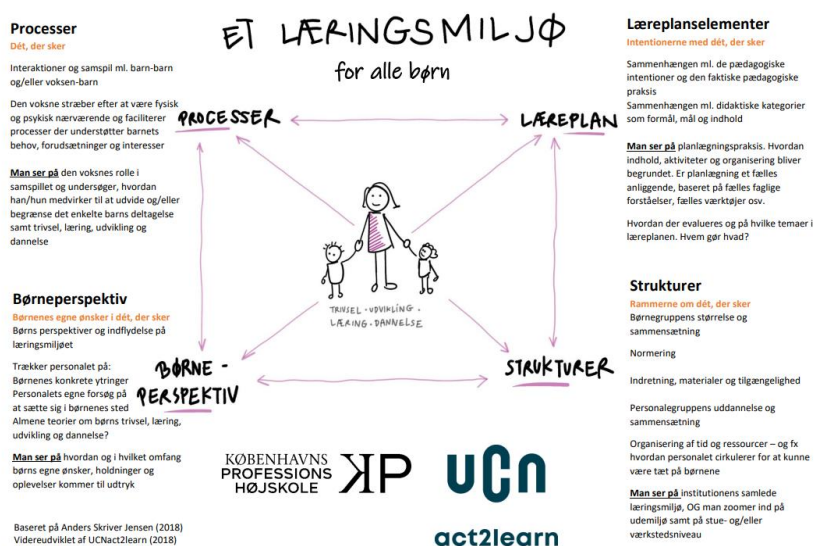 ET LÆRINGSMILJØ
for alle børn
Processer
Dét, der sker
Interaktioner og samspil ml. barn-barn
og/eller voksen-barn
Den voksne stræber efter at være fysisk
og psykisk nærværende og faciliterer
processer der understøtter barnets
behov, forudsætninger og interesser
Man ser på den voksnes rolle i
samspillet og undersøger, hvordan
han/hun medvirker til at udvide og/eller
begrænse det enkelte barns deltagelse
samt trivsel, læring, udvikling og
dannelse
Børneperspektiv
Børnenes egne ønsker i dét, der sker
Børns perspektiver og indflydelse på
læringsmiljøet
Trækker personalet på:
Børnenes konkrete ytringer
Personalets egne forsøg på
at sætte sig i børnenes sted
Almene teorier om børns trivsel, læring,
udvikling og dannelse?
Man ser på hvordan og i hvilket omfang
børns egne ønsker, holdninger og
oplevelser kommer til udtryk
Baseret på Anders Skriver Jensen (2018)
Videreudviklet af UCNact2learn (2018)
PROCESSER
LÆREPLAN
TRIVSEL - UDVIKLING -
LÆRING - DANNELSE
BØRNE -
PERSPEKTIV
STRUKTURER
KØBENHAVNS
PROFESSIONS
HØJSKOLE
KP
UCN
act2learn
Læreplanselementer
Intentionerne med dét, der sker
Sammenhængen ml. de pædagogiske
intentioner og den faktiske pædagogiske
praksis
Sammenhængen ml. didaktiske kategorier
som formål, mål og indhold
Man ser på planlægningspraksis. Hvordan
indhold, aktiviteter og organisering bliver
begrundet. Er planlægning et fælles
anliggende, baseret på fælles faglige
forståelser, fælles værktøjer osv.
Hvordan der evalueres og på hvilke temaer i
læreplanen. Hvem gør hvad?
Strukturer
Rammerne om dét, der sker
Børnegruppens størrelse og
sammensætning
Normering
Indretning, materialer og tilgængelighed
Personalegruppens uddannelse og
sammensætning
Organisering af tid og ressourcer – og fx
hvordan personalet cirkulerer for at kunne
være tæt på børnene
Man ser på institutionens samlede
læringsmiljø, OG man zoomer ind på
udemiljø samt på stue- og/eller
værkstedsniveau